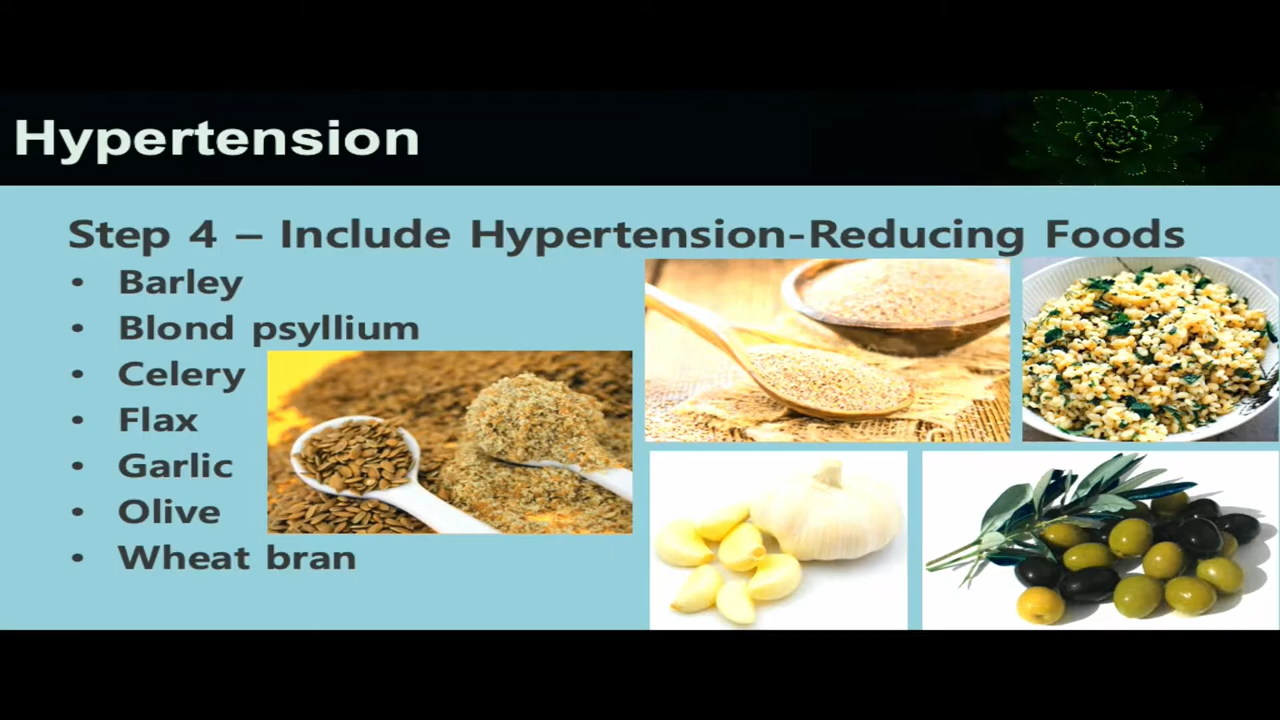 Hypertension
Step 4 – Include Hypertension-Reducing Foods
• Barley
• Blond psyllium
• Celery
• Flax
• Garlic
• Olive
• Wheat bran